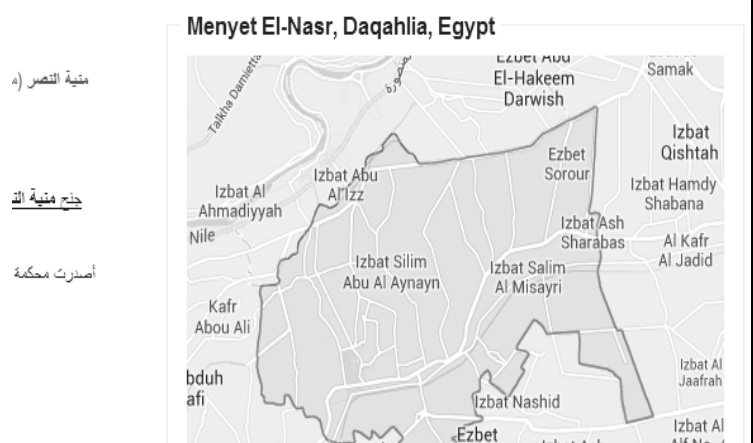 Menyet El-Nasr, Daqahlia, Egypt
منية النصر (م
جنح منية الن
أصدرت محكمة
Talkha Damietta
El-Hakeem
Darwish
Samak
Izbat
Qishtah
Ezbet
Sorour
Izbat Abu
Al 'Izz
Izbat Al
Ahmadiyyah
Nile
Izbat Hamdy
Shabana
Izbat Ash
Sharabas
Al Kafr
Al Jadid
Izbat Silim
Abu Al Aynayn
Izbat Salim
Al Misayri
Kafr
Abou Ali
bduh
afi
Izbat Al
Jaafrah
Izbat Nashid
Ezbet
Izbat Al